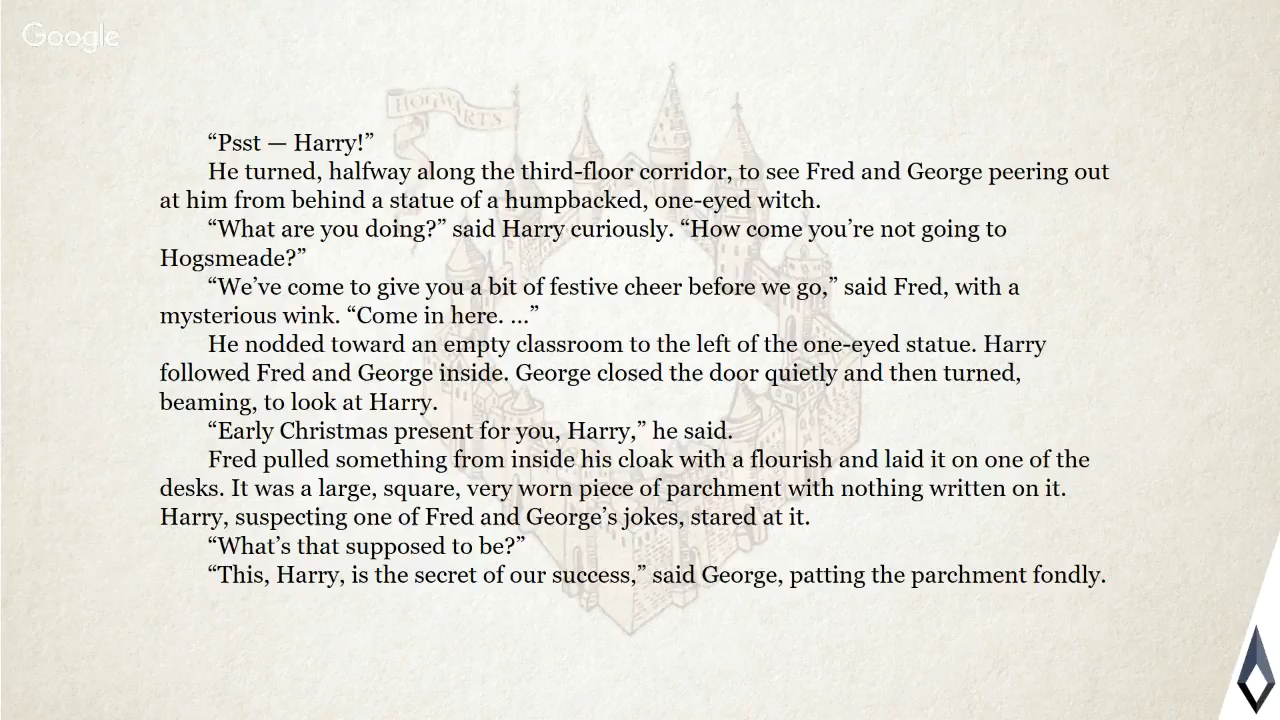 Google
HOGWARTS
“Psst — Harry!”
He turned, halfway along the third-floor corridor, to see Fred and George peering out
at him from behind a statue of a humpbacked, one-eyed witch.
“What are you doing?” said Harry curiously. “How come you’re not going to
Hogsmeade?”
“We’ve come to give you a bit of festive cheer before we go,” said Fred, with a
mysterious wink. “Come in here. ...”
He nodded toward an empty classroom to the left of the one-eyed statue. Harry
followed Fred and George inside. George closed the door quietly and then turned,
beaming, to look at Harry.
“Early Christmas present for you, Harry,” he said.
Fred pulled something from inside his cloak with a flourish and laid it on one of the
desks. It was a large, square, very worn piece of parchment with nothing written on it.
Harry, suspecting one of Fred and George’s jokes, stared at it.
“What’s that supposed to be?”
“This, Harry, is the secret of our success,” said George, patting the parchment fondly.